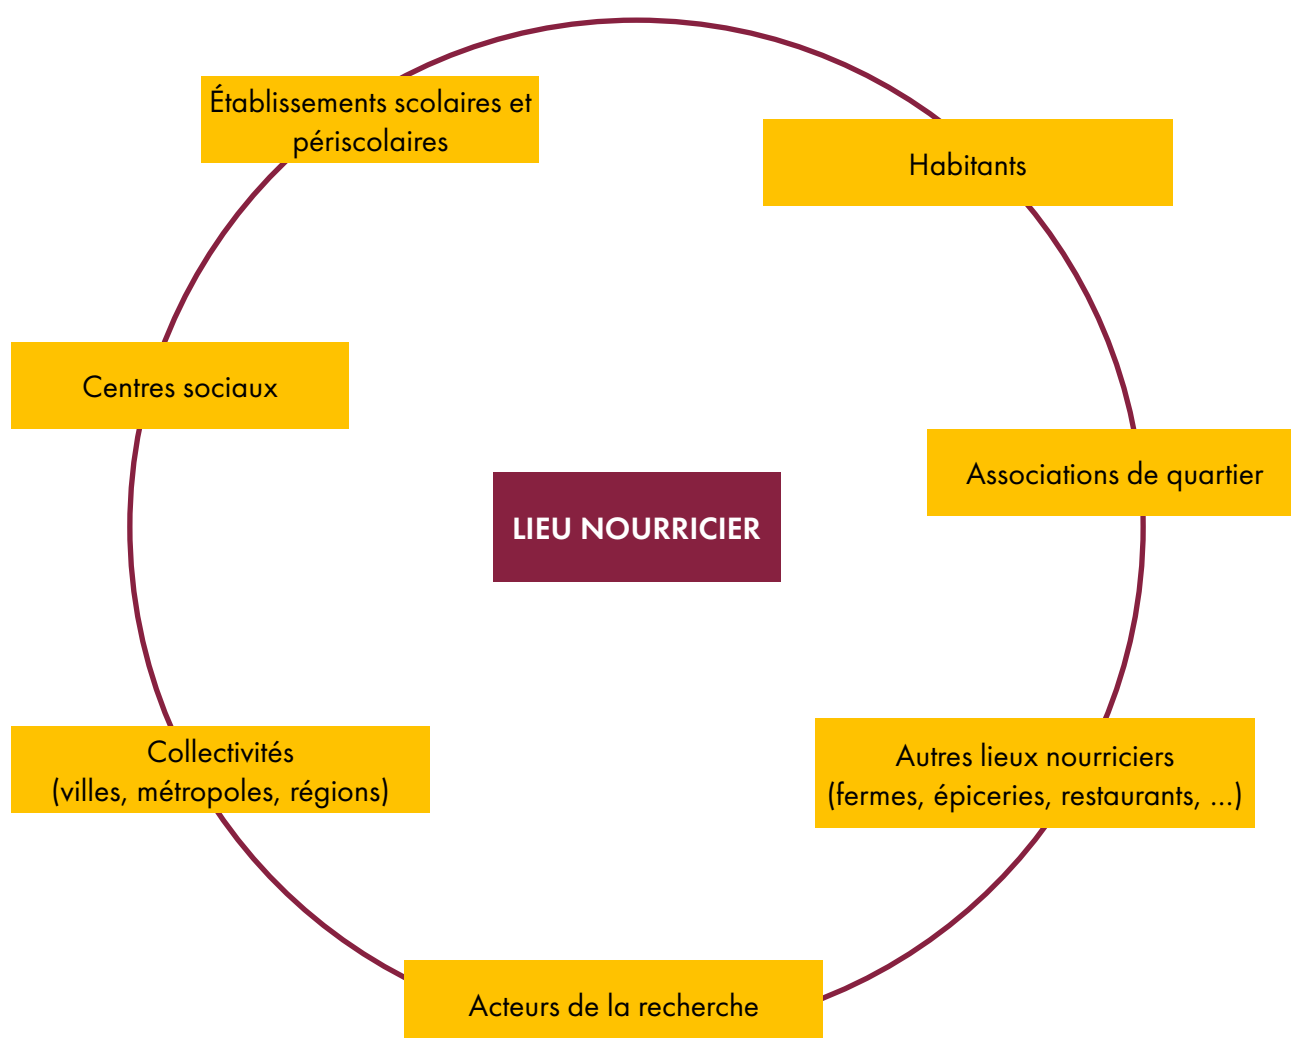 Établissements scolaires et
périscolaires
Habitants
Centres sociaux
Associations de quartier
LIEU NOURRICIER
Collectivités
(villes, métropoles, régions)
Autres lieux nourriciers
(fermes, épiceries, restaurants, ...)
Acteurs de la recherche